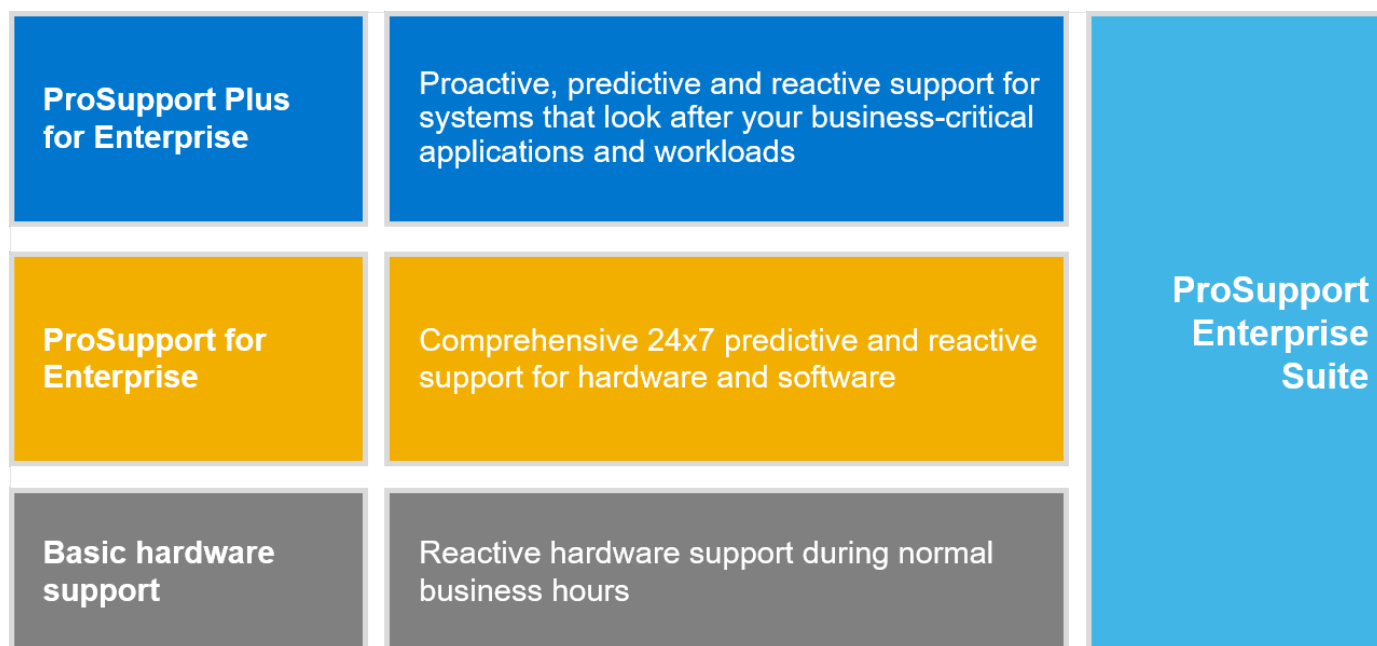 ProSupport Plus
for Enterprise
Proactive, predictive and reactive support for
systems that look after your business-critical
applications and workloads
ProSupport for
Enterprise
Comprehensive 24x7 predictive and reactive
support for hardware and software
Basic hardware
support
Reactive hardware support during normal
business hours
ProSupport
Enterprise
Suite